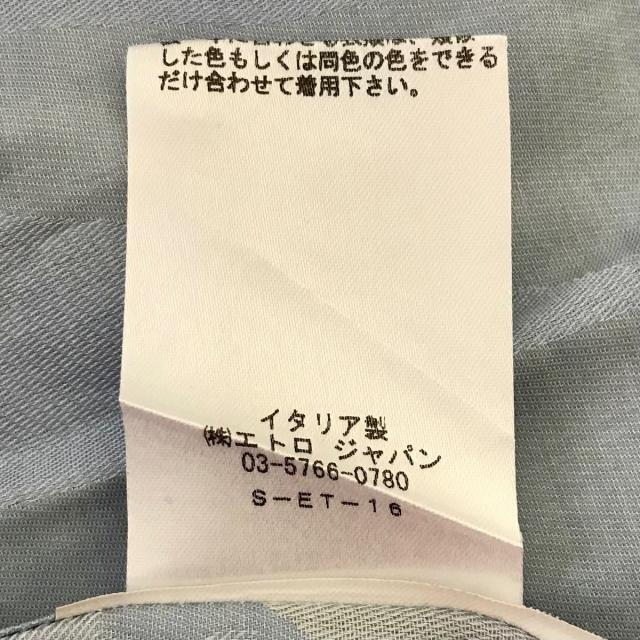 した色もしくは同色の色をできる
だけ合わせて着用下さい。
イタリア製
㈱エトロ ジャパン
03-5766-0780
S-ET-16